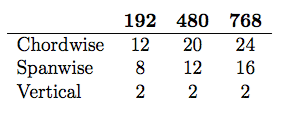 192 480 768
Chordwise 12 20 24
Spanwise 8 12 16
Vertical 2 2 2